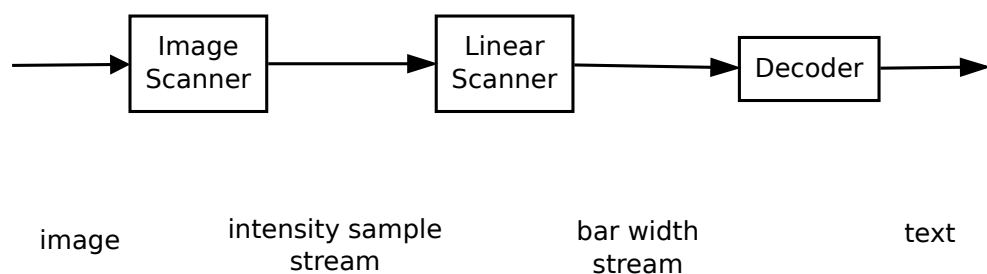 Image
Scanner
Linear
Scanner
Decoder
image
intensity sample
stream
bar width
stream
text